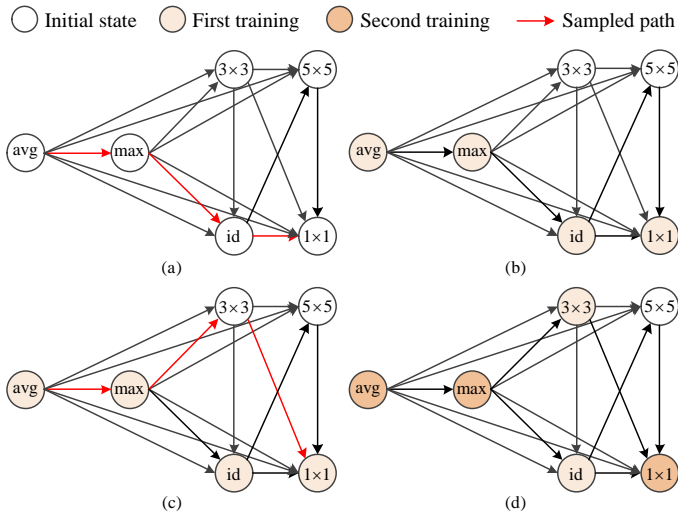 Initial state First training Second training Sampled path
3×3 5×5 3×3 5×5
avg max avg max
id 1×1 id 1×1
(a) (b)
3×3 5×5 3×3 5×5
avg max avg max
id 1×1 id 1×1
(c) (d)